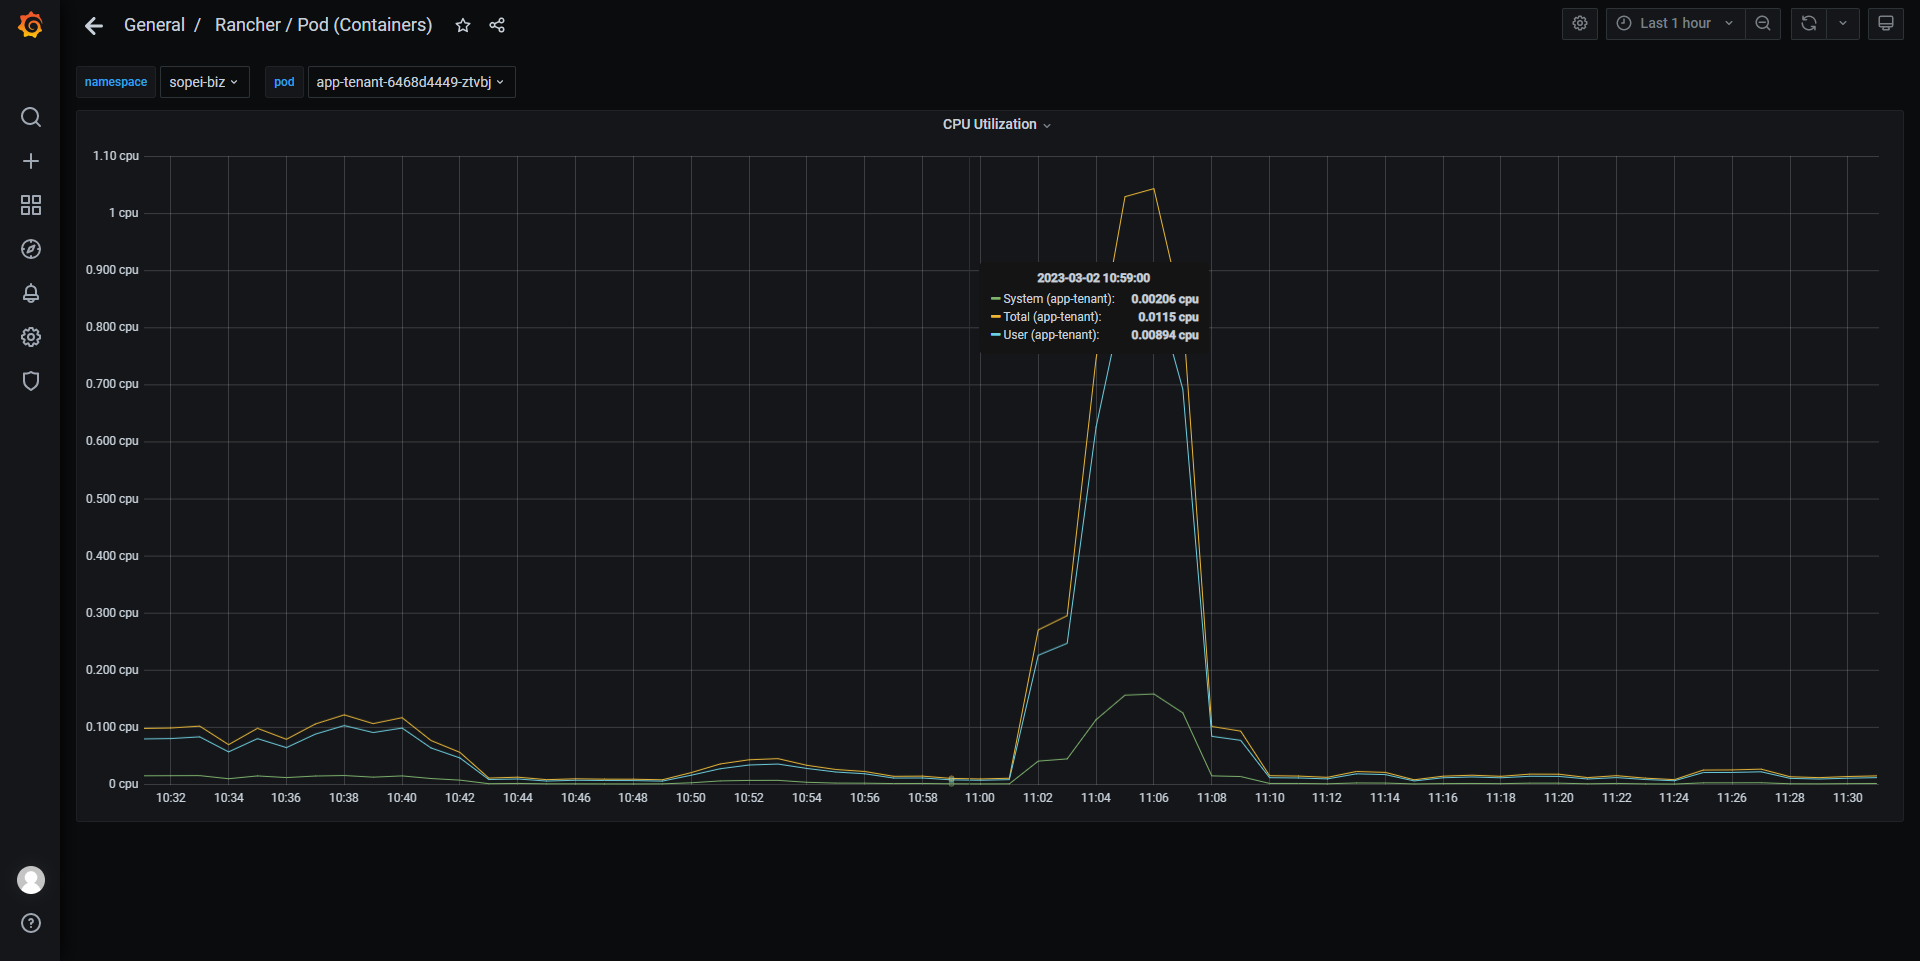 General / Rancher / Pod (Containers)
Last 1 hour
namespace sopei-biz pod app-tenant-6468d4449-ztvbj
CPU Utilization
1.10 cpu
1 cpu
0.900 cpu
0.800 cpu
0.700 cpu
0.600 cpu
0.500 cpu
0.400 cpu
0.300 cpu
0.200 cpu
0.100 cpu
0 cpu
2023-03-02 10:59:00
System (app-tenant): 0.00206 cpu
Total (app-tenant): 0.0115 cpu
User (app-tenant): 0.00894 cpu
10:32 10:34 10:36 10:38 10:40 10:42 10:44 10:46 10:48 10:50 10:52 10:54 10:56 10:58 11:00 11:02 11:04 11:06 11:08 11:10 11:12 11:14 11:16 11:18 11:20 11:22 11:24 11:26 11:28 11:30